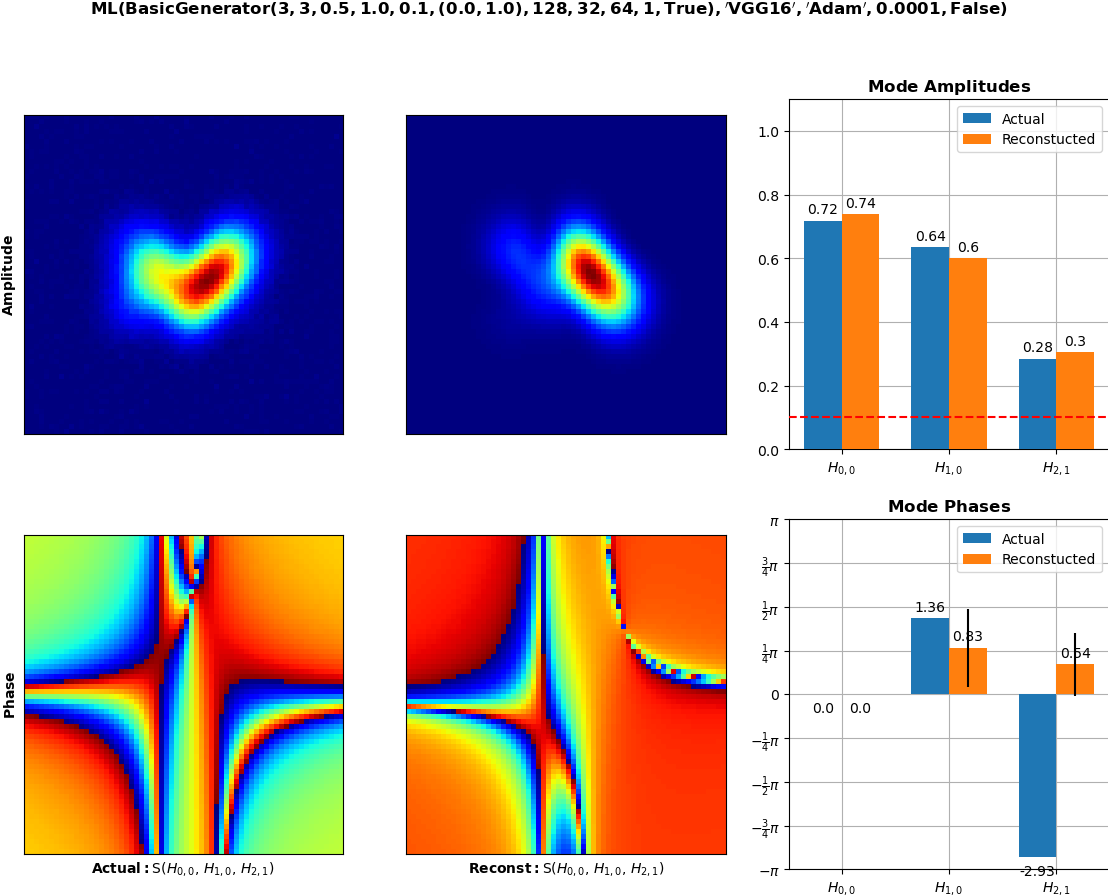 ML(BasicGenerator(3, 3, 0.5, 1.0, 0.1, (0.0, 1.0), 128, 32, 64, 1, True), ′VGG16′, ′Adam′, 0.0001, False)
Mode Amplitudes
Amplitude
1.0
0.8
0.6
0.4
0.2
0.0
Actual
Reconstucted
0.72
0.74
0.64
0.6
0.28
0.3
H0,0
H1,0
H2,1
Mode Phases
Phase
π
3/4π
1/2π
1/4π
0
−1/4π
−1/2π
−3/4π
−π
Actual
Reconstucted
0.0
0.0
1.36
0.83
-2.93
0.54
H0,0
H1,0
H2,1
Actual: S(H0,0, H1,0, H2,1)
Reconst: S(H0,0, H1,0, H2,1)